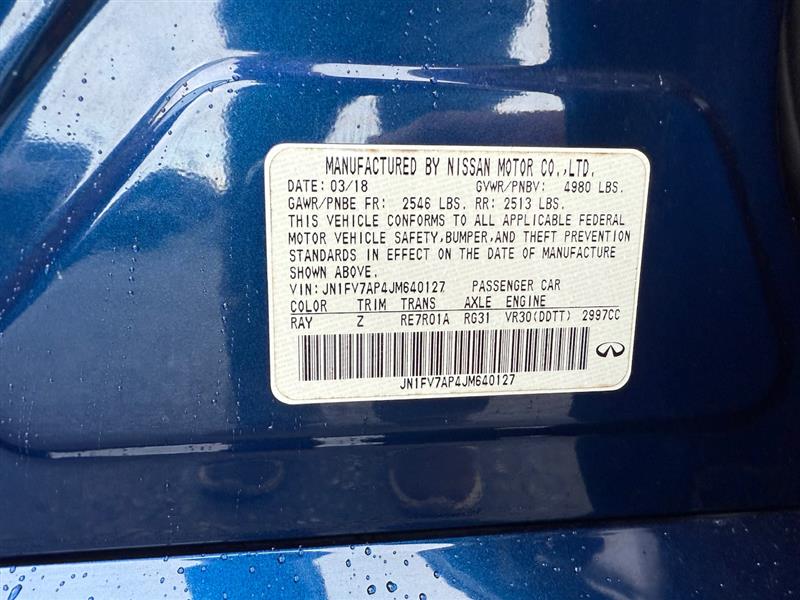 MANUFACTURED BY NISSAN MOTOR CO.,LTD.
DATE: 03/18 GVWR/PNBV: 4980 LBS.
GAWR/PNBE FR: 2546 LBS. RR: 2513 LBS.
THIS VEHICLE CONFORMS TO ALL APPLICABLE FEDERAL
MOTOR VEHICLE SAFETY,BUMPER,AND THEFT PREVENTION
STANDARDS IN EFFECT ON THE DATE OF MANUFACTURE
SHOWN ABOVE.
VIN: JN1FV7AP4JM640127 PASSENGER CAR
COLOR TRIM TRANS AXLE ENGINE
RAY Z RE7R01A RG31 VR30(DDTT) 2997CC
JN1FV7AP4JM640127